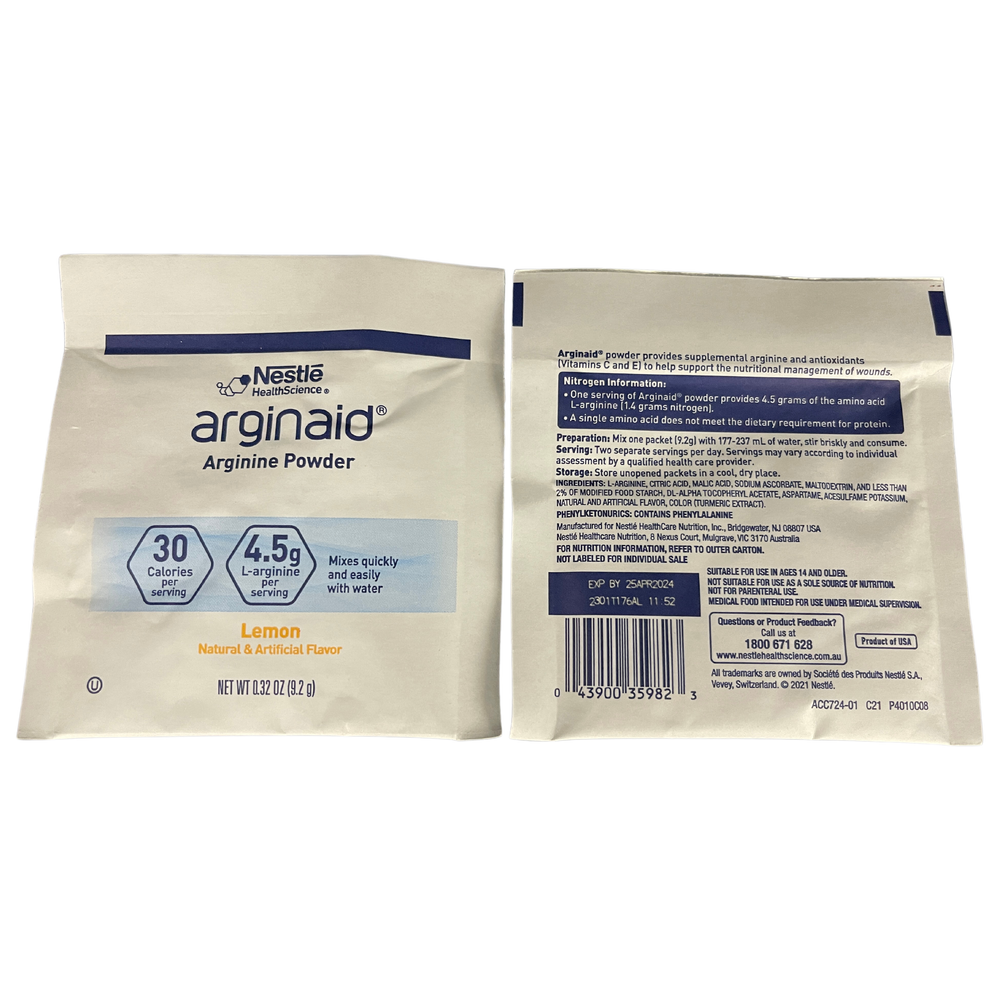 Nestlē
HealthScience®
arginaid®
Arginine Powder
30
Calories
per
serving
4.5g
L-arginine
per
serving
Mixes quickly
and easily
with water
Lemon
Natural & Artificial Flavor
U
NET WT 0.32 OZ (9.2 g)
Arginaid® powder provides supplemental arginine and antioxidants
(Vitamins C and E) to help support the nutritional management of wounds.
Nitrogen Information:
• One serving of Arginaid® powder provides 4.5 grams of the amino acid
L-arginine (1.4 grams nitrogen).
• A single amino acid does not meet the dietary requirement for protein.
Preparation: Mix one packet (9.2g) with 177-237 mL of water, stir briskly and consume.
Serving: Two separate servings per day. Servings may vary according to individual
assessment by a qualified health care provider.
Storage: Store unopened packets in a cool, dry place.
INGREDIENTS: L-ARGININE, CITRIC ACID, MALIC ACID, SODIUM ASCORBATE, MALTODEXTRIN, AND LESS THAN
2% OF MODIFIED FOOD STARCH, DL-ALPHA TOCOPHERYL ACETATE, ASPARTAME, ACESULFAME POTASSIUM,
NATURAL AND ARTIFICIAL FLAVOR, COLOR (TURMERIC EXTRACT).
PHENYLKETONURICS: CONTAINS PHENYLALANINE
Manufactured for Nestlé HealthCare Nutrition, Inc., Bridgewater, NJ 08807 USA
Nestlé Healthcare Nutrition, 8 Nexus Court, Mulgrave, VIC 3170 Australia
FOR NUTRITION INFORMATION, REFER TO OUTER CARTON.
NOT LABELED FOR INDIVIDUAL SALE
EXP BY 25APR2024
23011176AL 11 52
0 43900 35982 3
SUITABLE FOR USE IN AGES 14 AND OLDER.
NOT SUITABLE FOR USE AS A SOLE SOURCE OF NUTRITION.
NOT FOR PARENTERAL USE.
MEDICAL FOOD INTENDED FOR USE UNDER MEDICAL SUPERVISION.
Questions or Product Feedback?
Call us at
1800 671 628
www.nestlehealthscience.com.au
Product of USA
All trademarks are owned by Société des Produits Nestlé S.A.,
Vevey, Switzerland. © 2021 Nestlé.
ACC724-01 C21 P4010C08